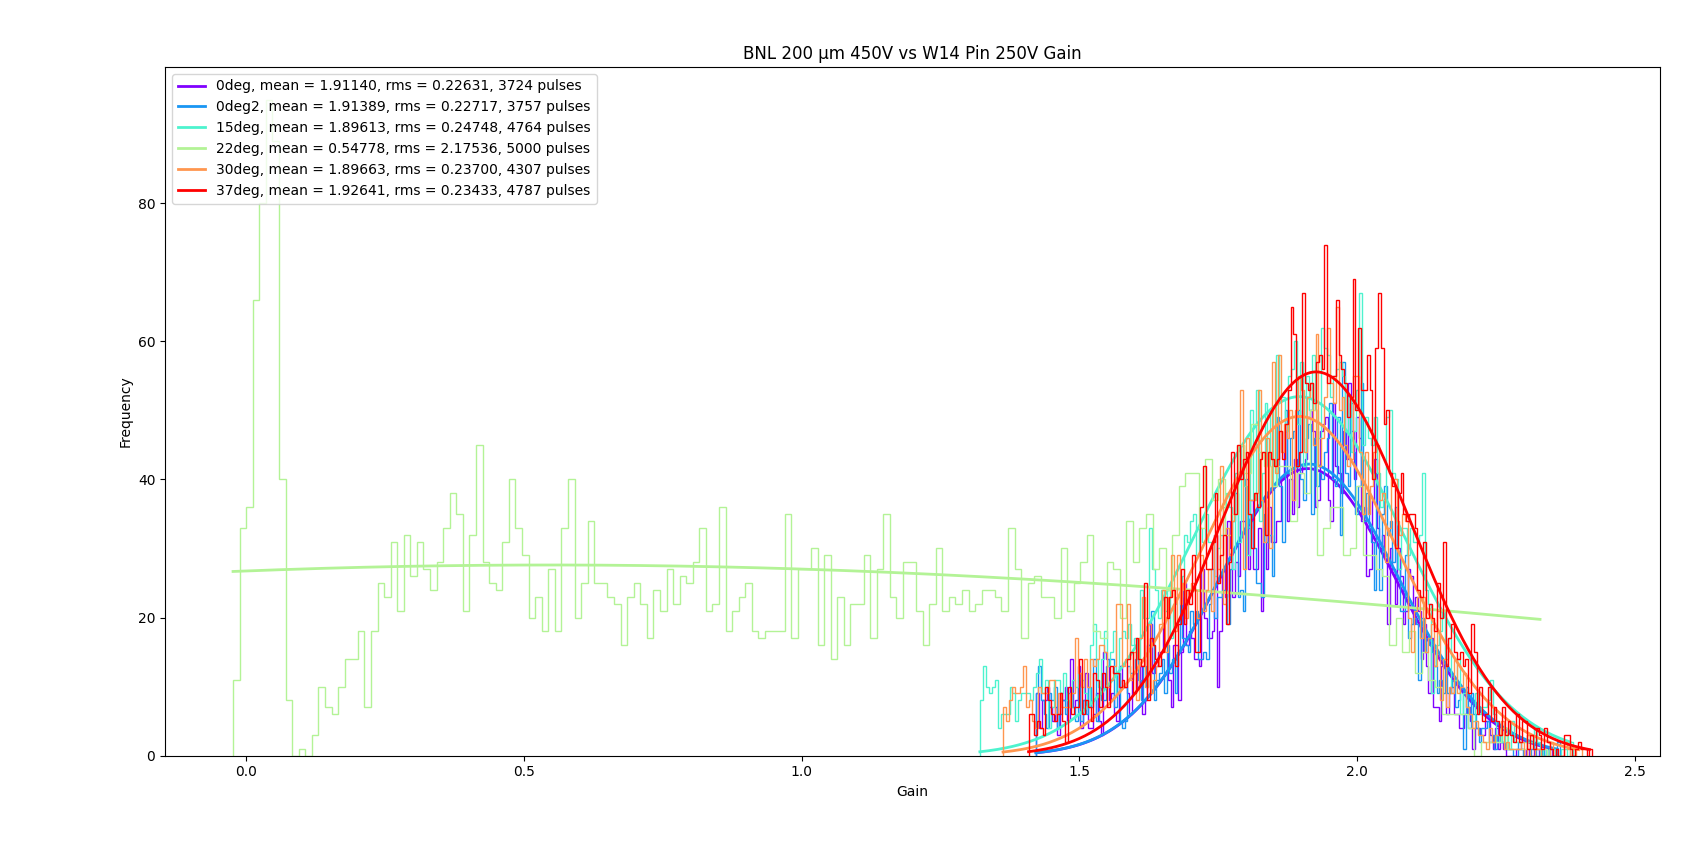 BNL 200 μm 450V vs W14 Pin 250V Gain
0deg, mean = 1.91140, rms = 0.22631, 3724 pulses
0deg2, mean = 1.91389, rms = 0.22717, 3757 pulses
15deg, mean = 1.89613, rms = 0.24748, 4764 pulses
22deg, mean = 0.54778, rms = 2.17536, 5000 pulses
30deg, mean = 1.89663, rms = 0.23700, 4307 pulses
37deg, mean = 1.92641, rms = 0.23433, 4787 pulses
80
60
40
20
0
Frequency
0.0 0.5 1.0 1.5 2.0 2.5
Gain